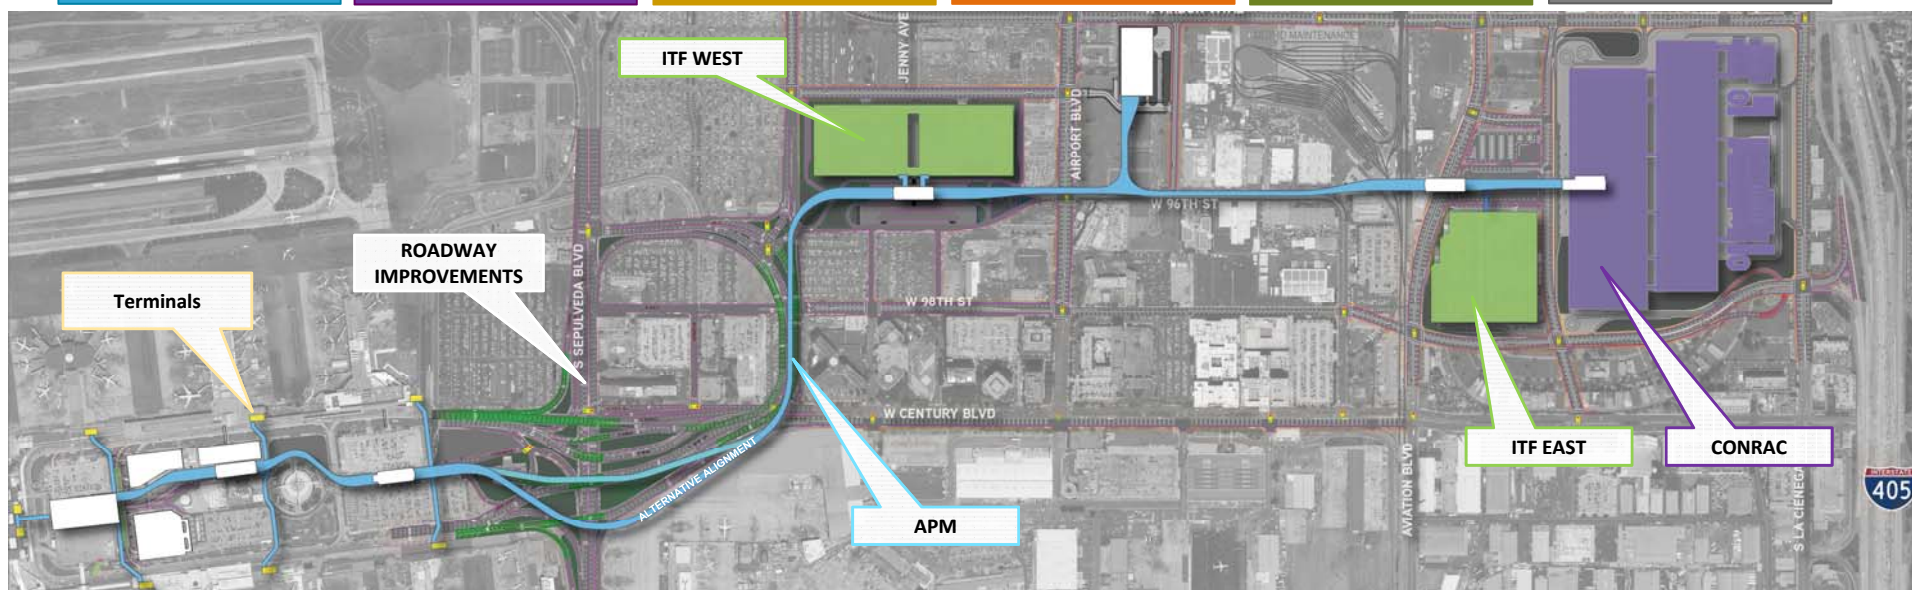 JENNY AVE
ITF WEST
AIRPORT BLVD
W 96TH ST
ROADWAY
IMPROVEMENTS
S SEPULVEDA BLVD
Terminals
W 98TH ST
W CENTURY BLVD
ALTERNATIVE ALIGNMENT
APM
AVIATION BLVD
ITF EAST
CONRAC
S LA CIENEGA
INTERSTATE
405